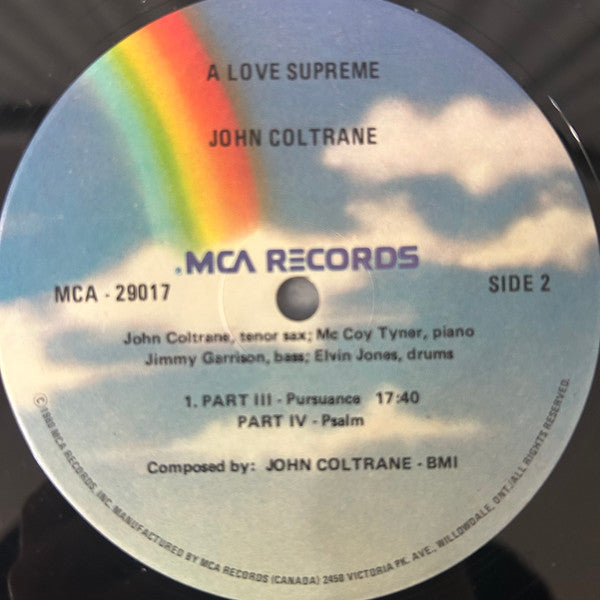 A LOVE SUPREME
JOHN COLTRANE
MCA RECORDS
MCA - 29017
SIDE 2
John Coltrane, tenor sax; Mc Coy Tyner, piano
Jimmy Garrison, bass; Elvin Jones, drums
1. PART III - Pursuance 17:40
PART IV - Psalm
Composed by: JOHN COLTRANE - BMI
© 1980 MCA RECORDS, INC. MANUFACTURED BY MCA RECORDS (CANADA) 2450 VICTORIA PK. AVE., WILLOWDALE, ONT./ALL RIGHTS RESERVED.